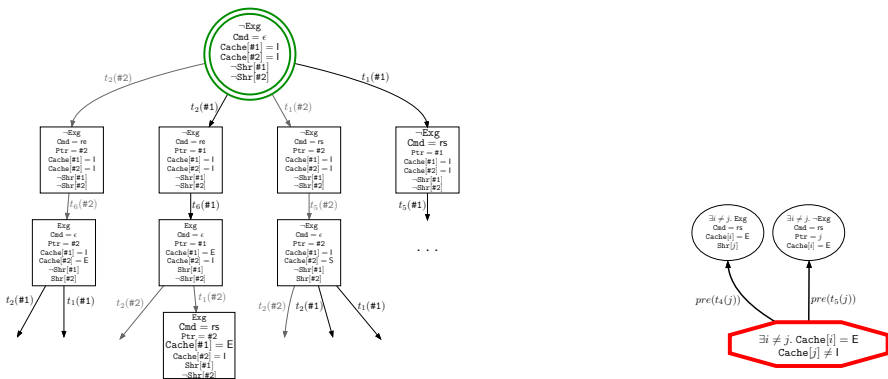 ¬Exg
Cmd = ϵ
Cache[#1] = I
Cache[#2] = I
¬Shr[#1]
¬Shr[#2]
t₂(#2)
t₂(#1)
t₁(#2)
t₁(#1)
¬Exg
Cmd = re
Ptr = #2
Cache[#1] = I
Cache[#2] = I
¬Shr[#1]
¬Shr[#2]
¬Exg
Cmd = re
Ptr = #1
Cache[#1] = I
Cache[#2] = I
¬Shr[#1]
¬Shr[#2]
¬Exg
Cmd = rs
Ptr = #2
Cache[#1] = I
Cache[#2] = I
¬Shr[#1]
¬Shr[#2]
¬Exg
Cmd = rs
Ptr = #1
Cache[#1] = I
Cache[#2] = I
¬Shr[#1]
¬Shr[#2]
t₆(#2)
t₆(#1)
t₅(#2)
t₅(#1)
Exg
Cmd = ϵ
Ptr = #2
Cache[#1] = I
Cache[#2] = E
¬Shr[#1]
Shr[#2]
Exg
Cmd = ϵ
Ptr = #1
Cache[#1] = E
Cache[#2] = I
Shr[#1]
¬Shr[#2]
¬Exg
Cmd = ϵ
Ptr = #2
Cache[#1] = I
Cache[#2] = S
¬Shr[#1]
Shr[#2]
. . .
t₂(#1)
t₁(#1)
t₂(#2)
t₁(#2)
t₂(#2)
t₂(#1)
t₁(#1)
Exg
Cmd = rs
Ptr = #2
Cache[#1] = E
Cache[#2] = I
Shr[#1]
¬Shr[#2]
∃i ≠ j. Exg
Cmd = rs
Cache[i] = E
Shr[j]
∃i ≠ j. ¬Exg
Cmd = rs
Ptr = j
Cache[i] = E
pre(t₄(j))
pre(t₅(j))
∃i ≠ j. Cache[i] = E
Cache[j] ≠ I